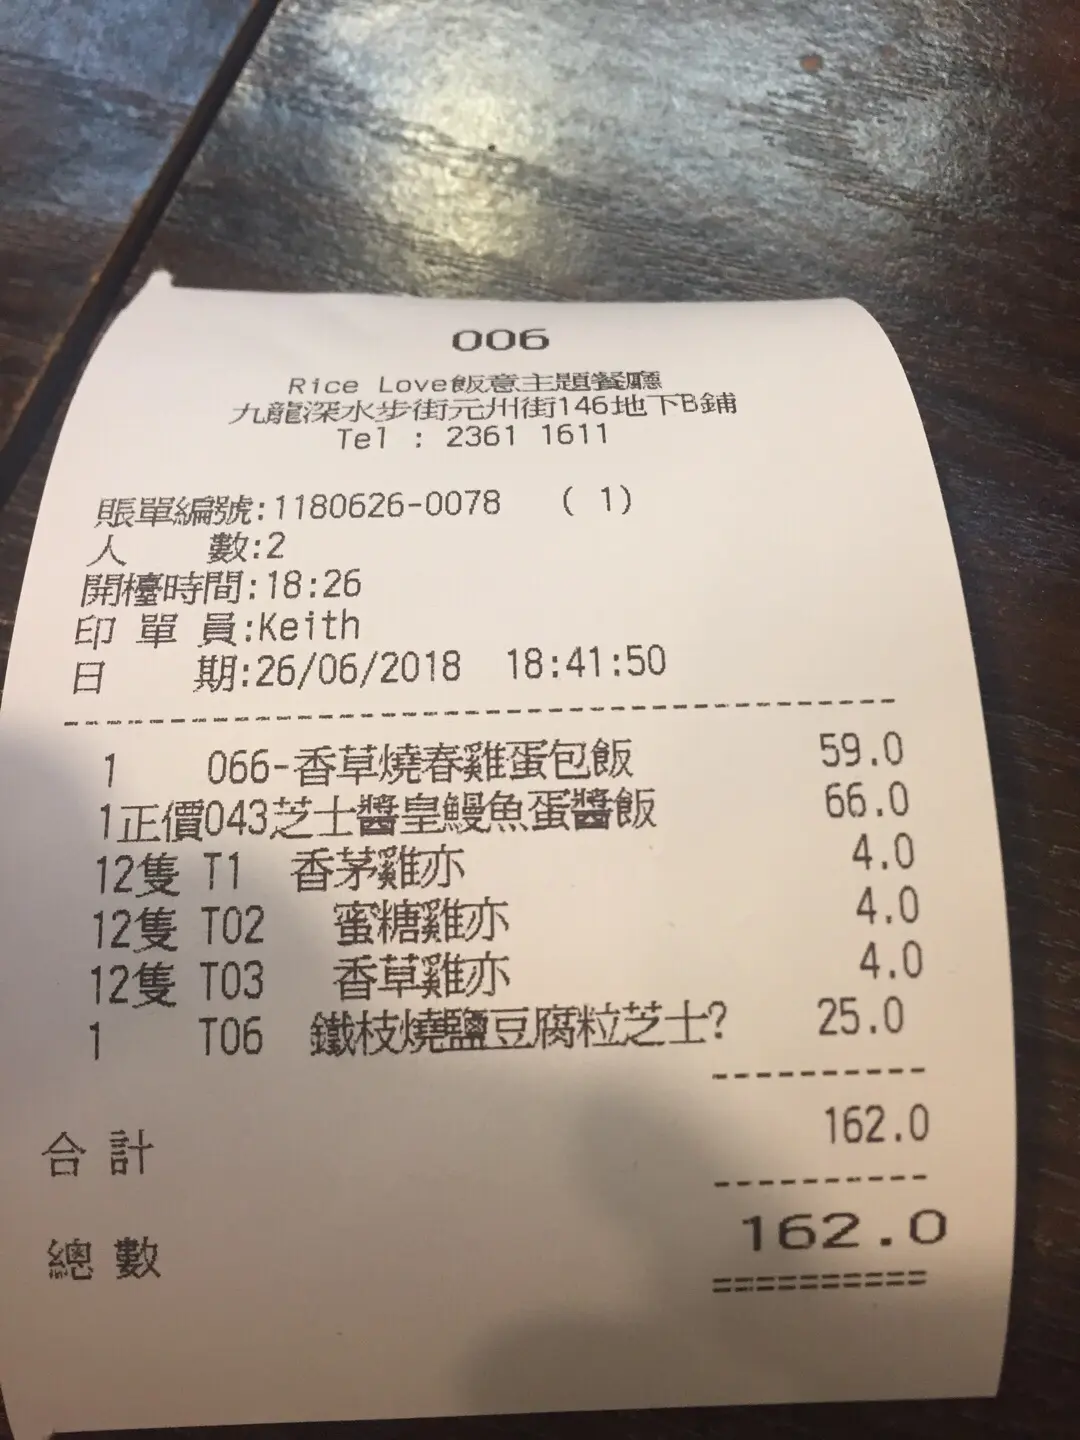 006
Rice Love飯意主題餐廳
九龍深水步街元州街146地下B鋪
Tel : 2361 1611
賬單編號:1180626-0078 ( 1)
人 數:2
開檯時間:18:26
印 單 員:Keith
日 期:26/06/2018 18:41:50
1 066-香草燒春雞蛋包飯 59.0
1正價043芝士醬皇鰻魚蛋醬飯 66.0
12隻 T1 香茅雞亦 4.0
12隻 T02 蜜糖雞亦 4.0
12隻 T03 香草雞亦 4.0
1 T06 鐵枝燒鹽豆腐粒芝士? 25.0
合 計 162.0
總 數 162.0